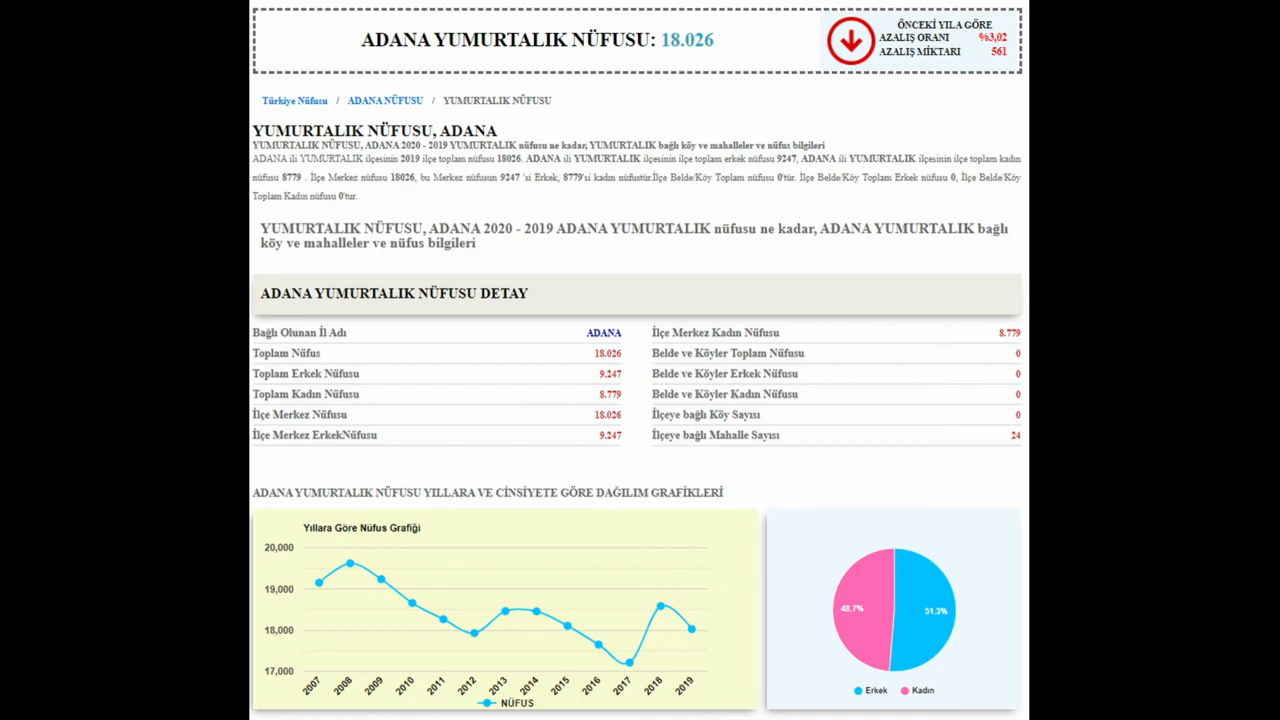 ADANA YUMURTALIK NÜFUSU: 18.026
ÖNCEKİ YILA GÖRE
AZALIŞ ORANI %3,02
AZALIŞ MİKTARI 561
Türkiye Nüfusu / ADANA NÜFUSU / YUMURTALIK NÜFUSU
YUMURTALIK NÜFUSU, ADANA
YUMURTALIK NÜFUSU, ADANA 2020 - 2019 YUMURTALIK nüfusu ne kadar, YUMURTALIK bağlı köy ve mahalleler ve nüfus bilgileri
ADANA ili YUMURTALIK ilçesinin 2019 ilçe toplam nüfusu 18026. ADANA ili YUMURTALIK ilçesinin ilçe toplam erkek nüfusu 9247, ADANA ili YUMURTALIK ilçesinin ilçe toplam kadın
nüfusu 8779 . İlçe Merkez nüfusu 18026, bu Merkez nüfusun 9247 'si Erkek, 8779'si kadın nüfustür.İlçe Belde/Köy Toplam nüfusu 0'tür. İlçe Belde/Köy Toplam Erkek nüfusu 0, İlçe Belde/Köy
Toplam Kadın nüfusu 0'tur.
YUMURTALIK NÜFUSU, ADANA 2020 - 2019 ADANA YUMURTALIK nüfusu ne kadar, ADANA YUMURTALIK bağlı
köy ve mahalleler ve nüfus bilgileri
ADANA YUMURTALIK NÜFUSU DETAY
Bağlı Olunan İl Adı ADANA
Toplam Nüfus 18.026
Toplam Erkek Nüfusu 9.247
Toplam Kadın Nüfusu 8.779
İlçe Merkez Nüfusu 18.026
İlçe Merkez ErkekNüfusu 9.247
İlçe Merkez Kadın Nüfusu 8.779
Belde ve Köyler Toplam Nüfusu 0
Belde ve Köyler Erkek Nüfusu 0
Belde ve Köyler Kadın Nüfusu 0
İlçeye bağlı Köy Sayısı 0
İlçeye bağlı Mahalle Sayısı 24
ADANA YUMURTALIK NÜFUSU YILLARA VE CİNSİYETE GÖRE DAĞILIM GRAFİKLERİ
Yıllara Göre Nüfus Grafiği
20,000
19,000
18,000
17,000
2007 2008 2009 2010 2011 2012 2013 2014 2015 2016 2017 2018 2019
NÜFUS
48.7% 51.3%
Erkek Kadın